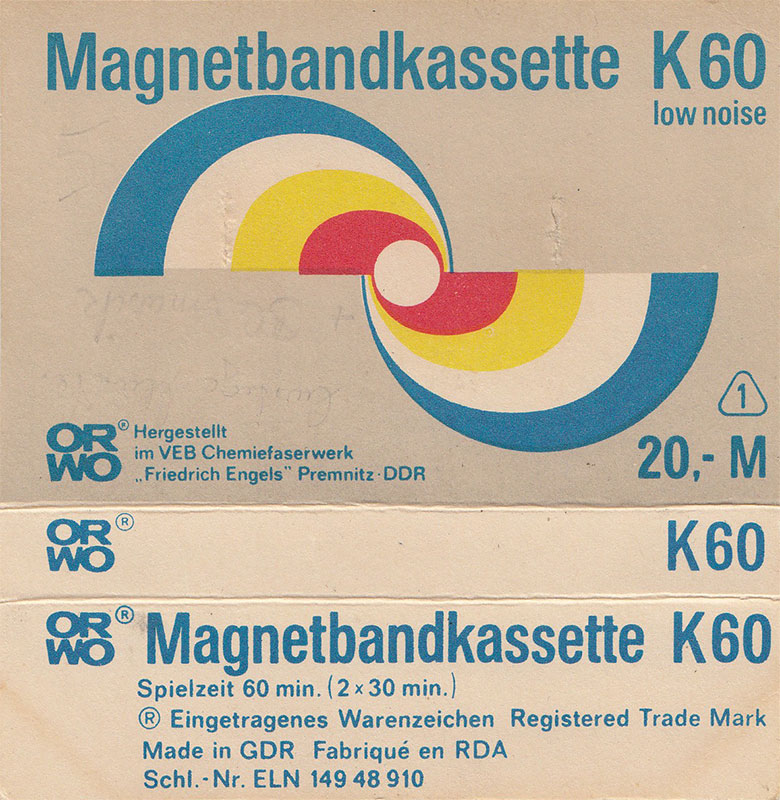 Magnetbandkassette K60
low noise
1
ORWO® Hergestellt
im VEB Chemiefaserwerk
„Friedrich Engels" Premnitz·DDR
20,- M
ORWO® K60
ORWO® Magnetbandkassette K60
Spielzeit 60 min. (2×30 min.)
® Eingetragenes Warenzeichen Registered Trade Mark
Made in GDR Fabriqué en RDA
Schl.-Nr. ELN 149 48 910